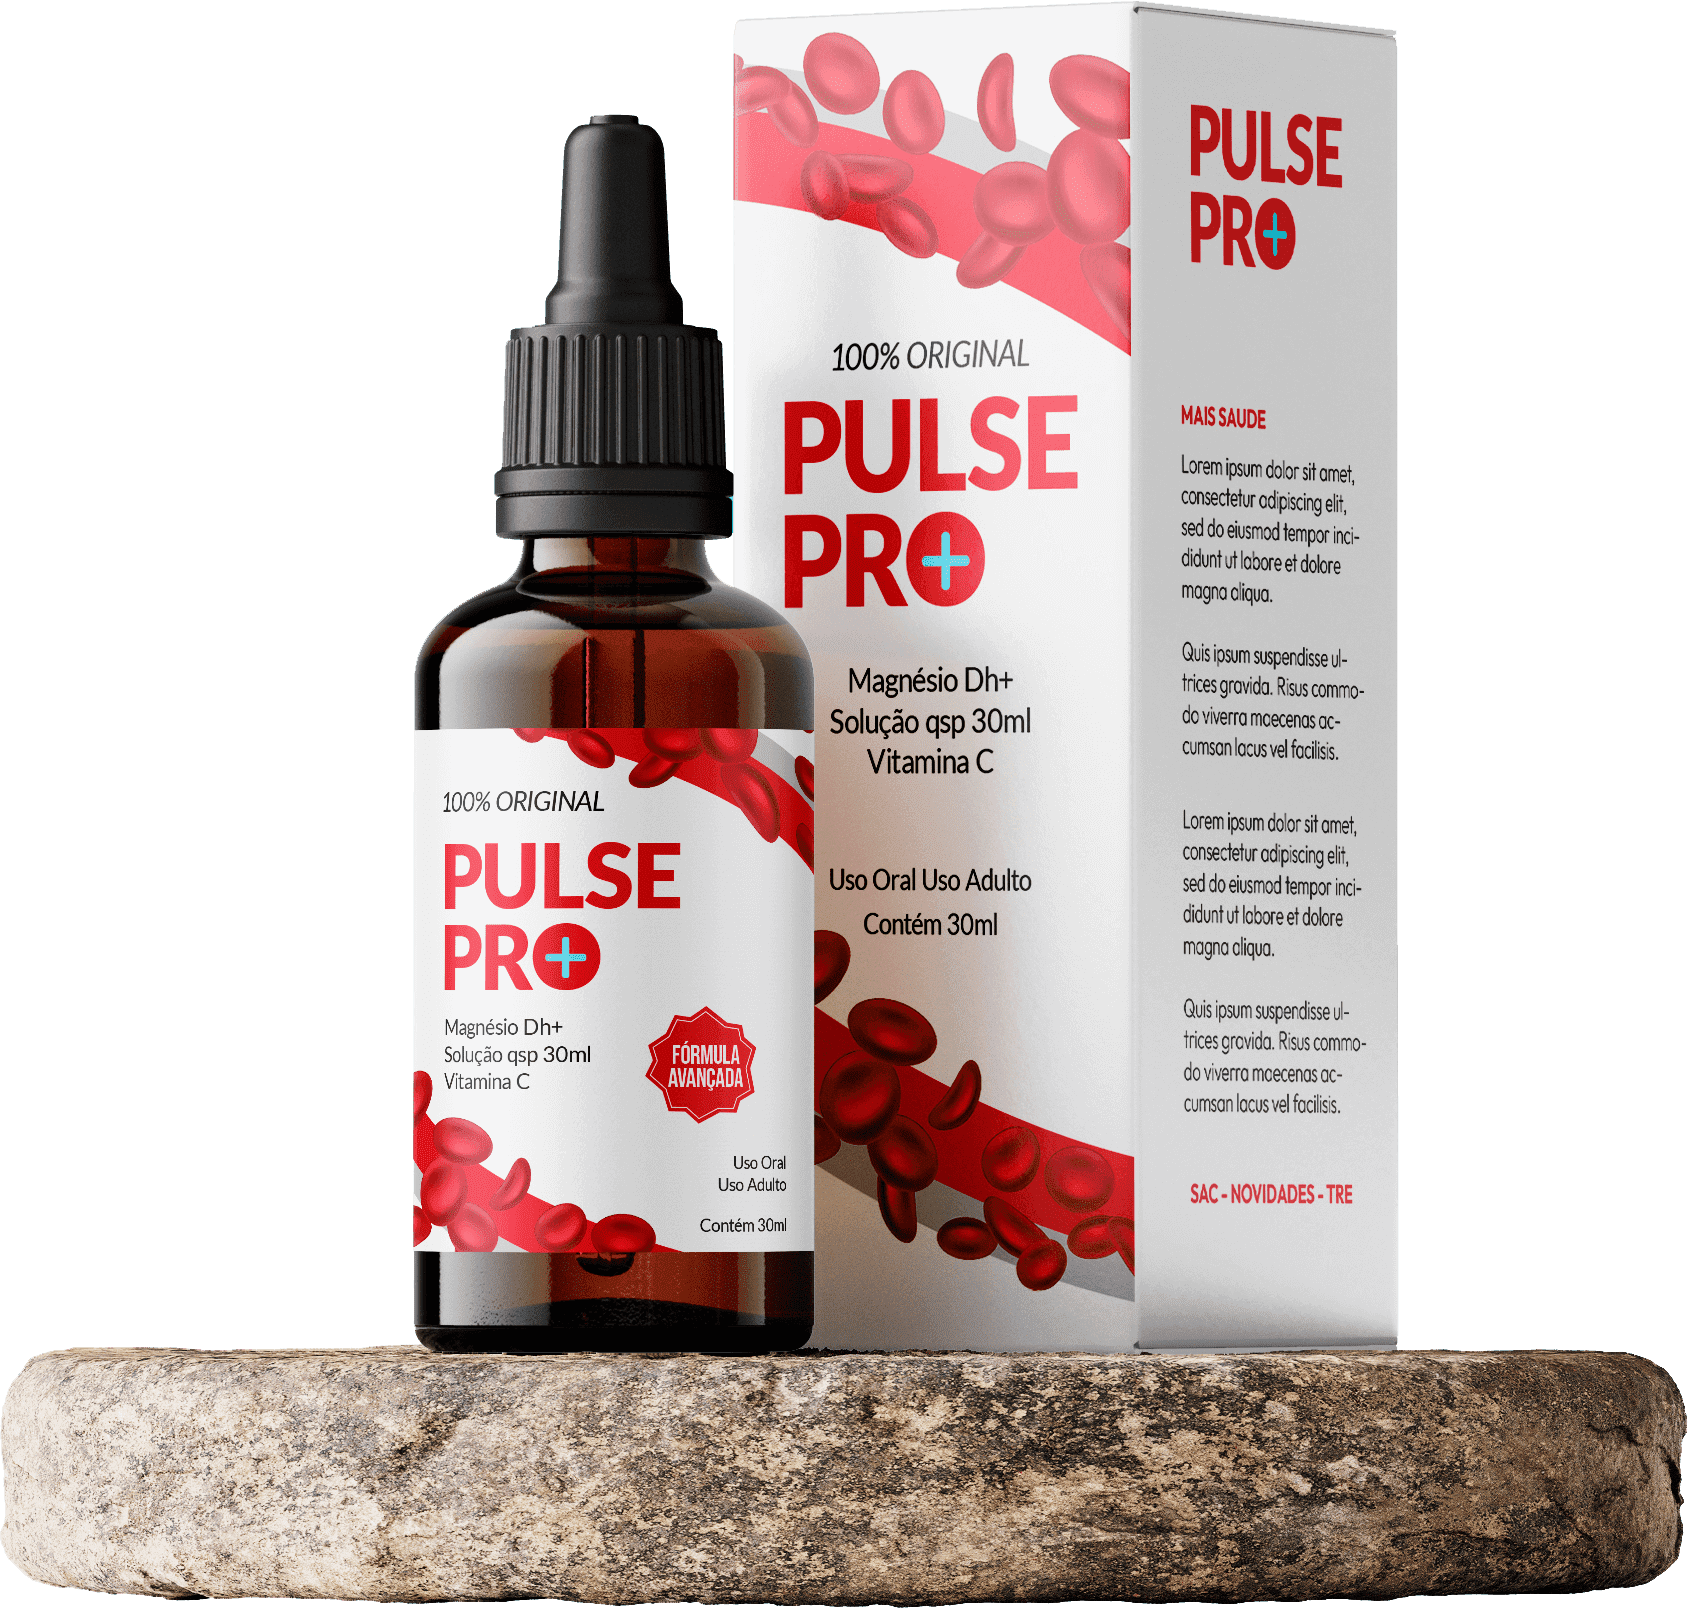 100% ORIGINAL
PULSE
PRO
Magnésio Dh+
Solução qsp 30ml
Vitamina C
FÓRMULA
AVANÇADA
Uso Oral
Uso Adulto
Contém 30ml
100% ORIGINAL
PULSE
PRO
Magnésio Dh+
Solução qsp 30ml
Vitamina C
Uso Oral Uso Adulto
Contém 30ml
PULSE
PRO
MAIS SAUDE
Lorem ipsum dolor sit amet,
consectetur adipiscing elit,
sed do eiusmod tempor inci-
didunt ut labore et dolore
magna aliqua.
Quis ipsum suspendisse ul-
trices gravida. Risus commo-
do viverra maecenas ac-
cumsan lacus vel facilisis.
Lorem ipsum dolor sit amet,
consectetur adipiscing elit,
sed do eiusmod tempor inci-
didunt ut labore et dolore
magna aliqua.
Quis ipsum suspendisse ul-
trices gravida. Risus commo-
do viverra maecenas ac-
cumsan lacus vel facilisis.
SAC - NOVIDADES - TRE